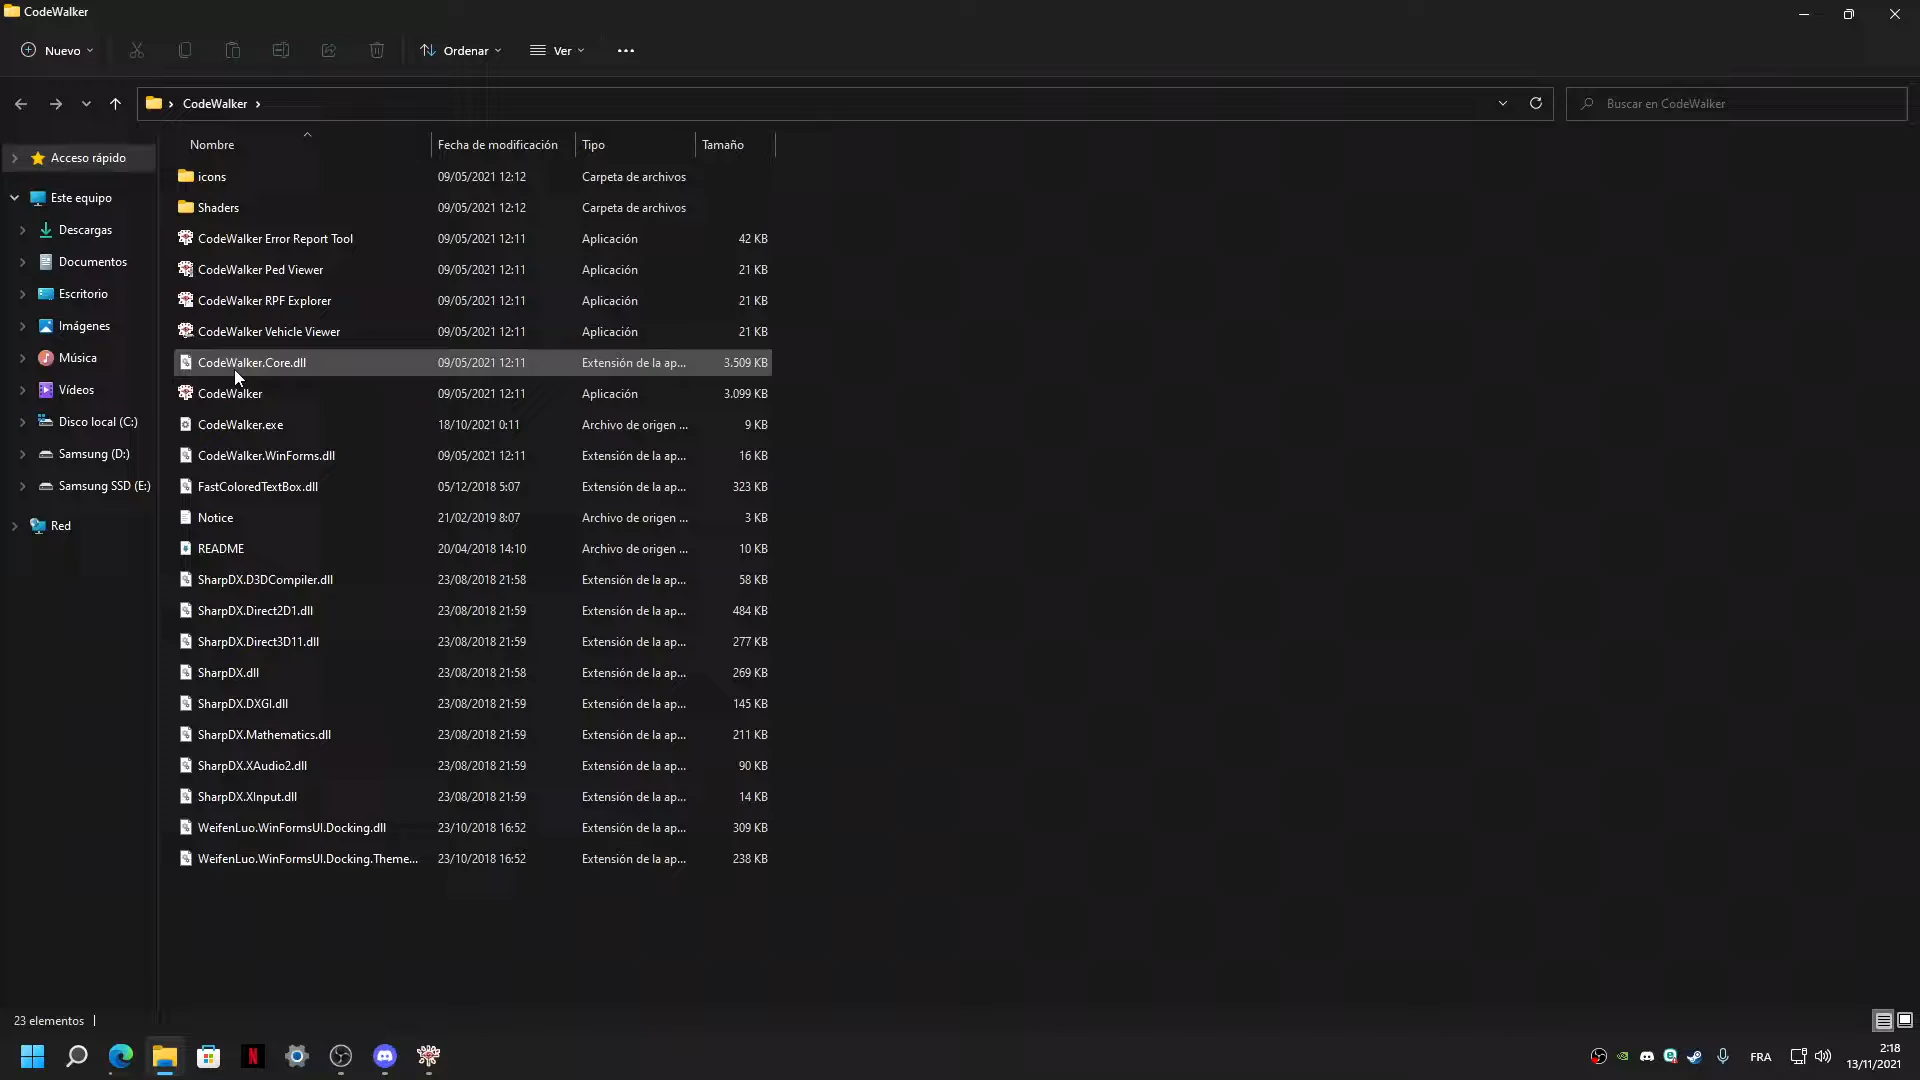 CodeWalker
Nuevo
Ordenar
Ver
CodeWalker
Buscar en CodeWalker
Nombre Fecha de modificación Tipo Tamaño
Acceso rápido
Este equipo
Descargas
Documentos
Escritorio
Imágenes
Música
Vídeos
Disco local (C:)
Samsung (D:)
Samsung SSD (E:)
Red
icons 09/05/2021 12:12 Carpeta de archivos
Shaders 09/05/2021 12:12 Carpeta de archivos
CodeWalker Error Report Tool 09/05/2021 12:11 Aplicación 42 KB
CodeWalker Ped Viewer 09/05/2021 12:11 Aplicación 21 KB
CodeWalker RPF Explorer 09/05/2021 12:11 Aplicación 21 KB
CodeWalker Vehicle Viewer 09/05/2021 12:11 Aplicación 21 KB
CodeWalker.Core.dll 09/05/2021 12:11 Extensión de la ap... 3.509 KB
CodeWalker 09/05/2021 12:11 Aplicación 3.099 KB
CodeWalker.exe 18/10/2021 0:11 Archivo de origen ... 9 KB
CodeWalker.WinForms.dll 09/05/2021 12:11 Extensión de la ap... 16 KB
FastColoredTextBox.dll 05/12/2018 5:07 Extensión de la ap... 323 KB
Notice 21/02/2019 8:07 Archivo de origen ... 3 KB
README 20/04/2018 14:10 Archivo de origen ... 10 KB
SharpDX.D3DCompiler.dll 23/08/2018 21:58 Extensión de la ap... 58 KB
SharpDX.Direct2D1.dll 23/08/2018 21:59 Extensión de la ap... 484 KB
SharpDX.Direct3D11.dll 23/08/2018 21:59 Extensión de la ap... 277 KB
SharpDX.dll 23/08/2018 21:58 Extensión de la ap... 269 KB
SharpDX.DXGI.dll 23/08/2018 21:59 Extensión de la ap... 145 KB
SharpDX.Mathematics.dll 23/08/2018 21:59 Extensión de la ap... 211 KB
SharpDX.XAudio2.dll 23/08/2018 21:59 Extensión de la ap... 90 KB
SharpDX.XInput.dll 23/08/2018 21:59 Extensión de la ap... 14 KB
WeifenLuo.WinFormsUI.Docking.dll 23/10/2018 16:52 Extensión de la ap... 309 KB
WeifenLuo.WinFormsUI.Docking.Theme... 23/10/2018 16:52 Extensión de la ap... 238 KB
23 elementos
FRA
2:18
13/11/2021